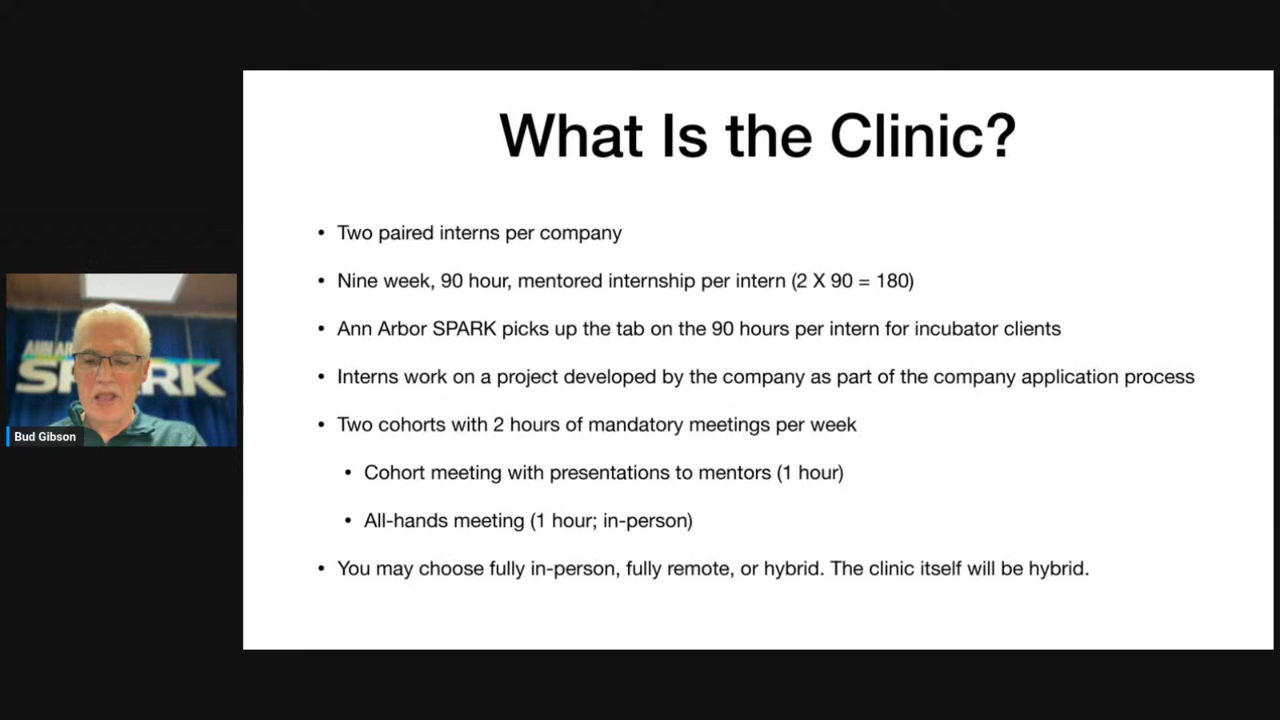 What Is the Clinic?
• Two paired interns per company
• Nine week, 90 hour, mentored internship per intern (2 X 90 = 180)
• Ann Arbor SPARK picks up the tab on the 90 hours per intern for incubator clients
• Interns work on a project developed by the company as part of the company application process
• Two cohorts with 2 hours of mandatory meetings per week
• Cohort meeting with presentations to mentors (1 hour)
• All-hands meeting (1 hour; in-person)
• You may choose fully in-person, fully remote, or hybrid. The clinic itself will be hybrid.
ANN AR
SPARK
Bud Gibson